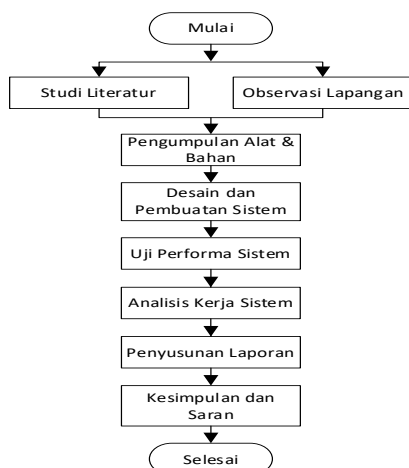 Mulai
Studi Literatur
Observasi Lapangan
Pengumpulan Alat &
Bahan
Desain dan
Pembuatan Sistem
Uji Performa Sistem
Analisis Kerja Sistem
Penyusunan Laporan
Kesimpulan dan
Saran
Selesai